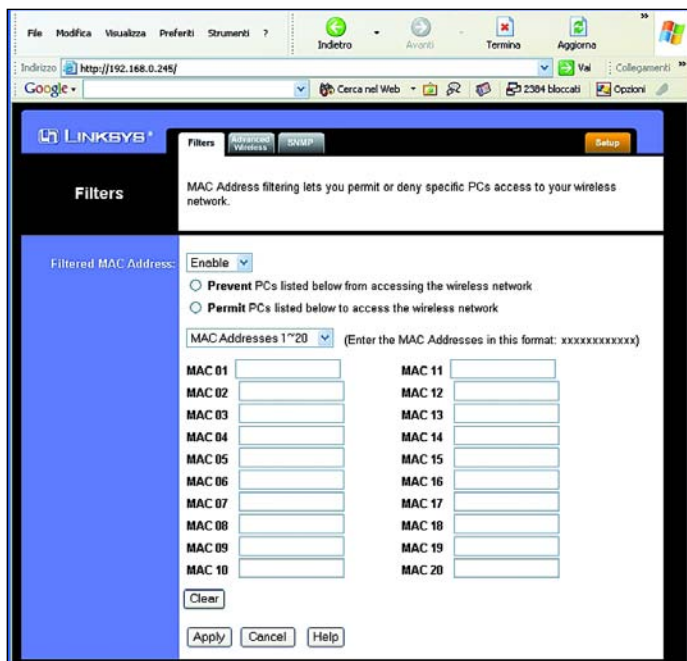 File Modifica Visualizza Preferiti Strumenti ?
Indietro Avanti Termina Aggiorna
Indirizzo http://192.168.0.245/ Vai Collegamenti
Google Cerca nel Web 2384 bloccati Opzioni
LINKSYS®
Filters Advanced Wireless SNMP Setup
Filters
MAC Address filtering lets you permit or deny specific PCs access to your wireless
network.
Filtered MAC Address: Enable
Prevent PCs listed below from accessing the wireless network
Permit PCs listed below to access the wireless network
MAC Addresses 1~20 (Enter the MAC Addresses in this format: xxxxxxxxxxxx)
MAC 01 MAC 11
MAC 02 MAC 12
MAC 03 MAC 13
MAC 04 MAC 14
MAC 05 MAC 15
MAC 06 MAC 16
MAC 07 MAC 17
MAC 08 MAC 18
MAC 09 MAC 19
MAC 10 MAC 20
Clear
Apply Cancel Help